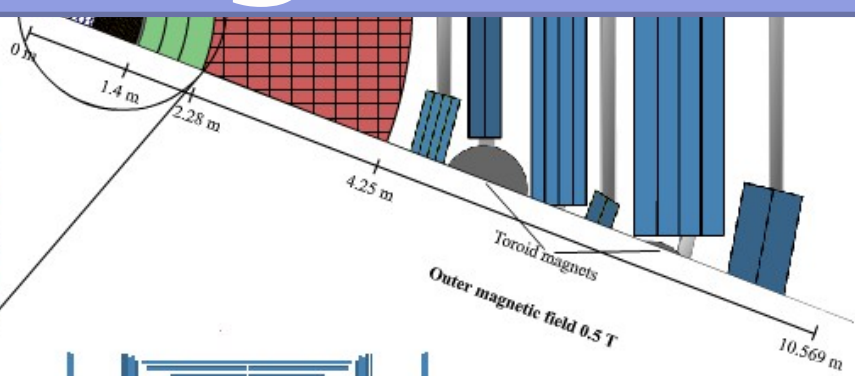 0 m
1.4 m
2.28 m
4.25 m
Toroid magnets
Outer magnetic field 0.5 T
10.569 m